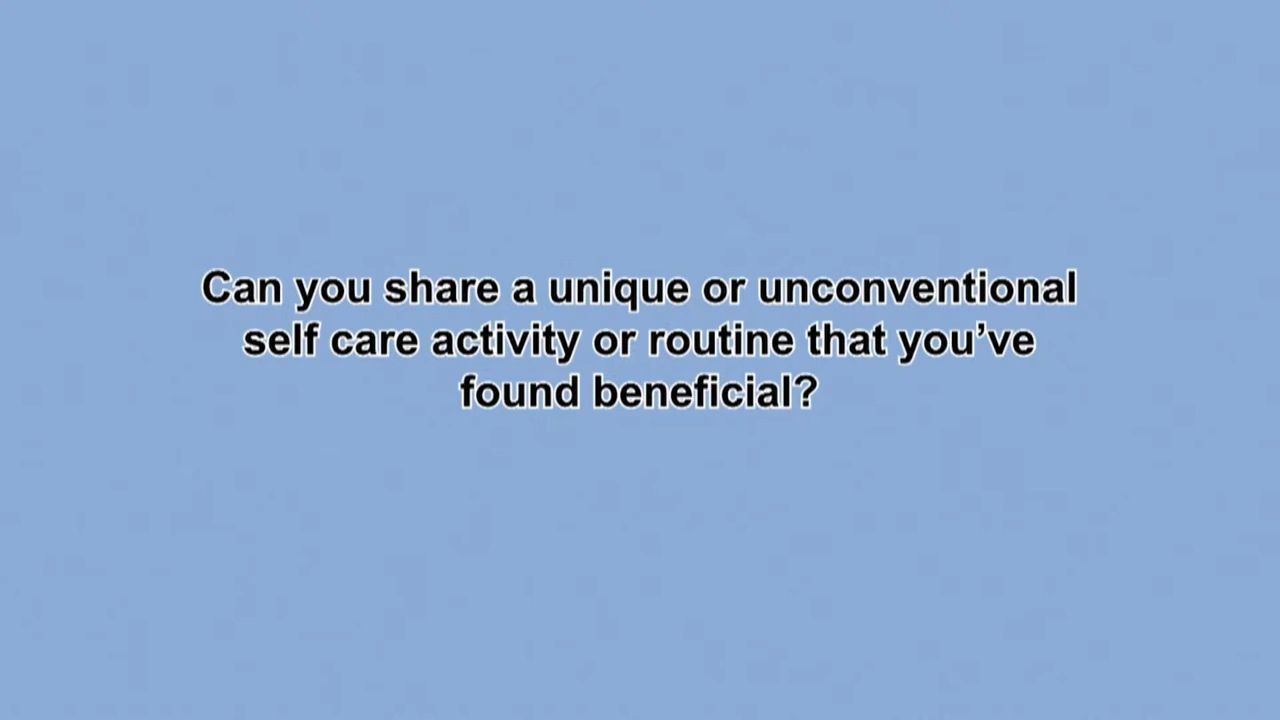 Can you share a unique or unconventional
self care activity or routine that you’ve
found beneficial?